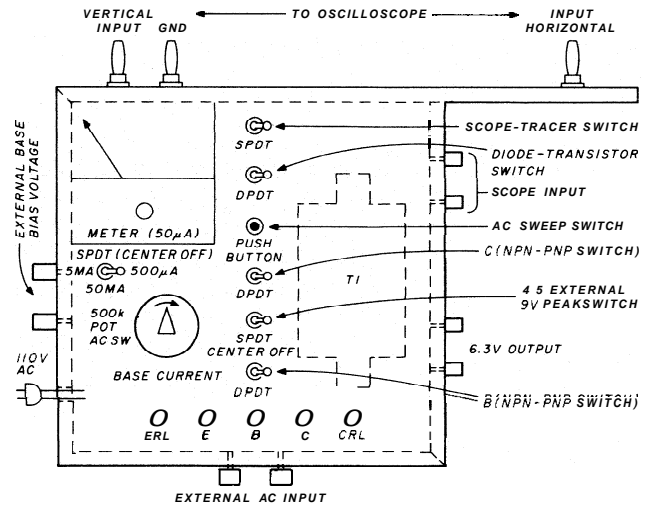 VERTICAL INPUT
GND
TO OSCILLOSCOPE
INPUT HORIZONTAL
SPDT
SCOPE-TRACER SWITCH
DIODE-TRANSISTOR SWITCH
DPDT
SCOPE INPUT
EXTERNAL BASE BIAS VOLTAGE
METER (50µA)
AC SWEEP SWITCH
PUSH BUTTON
SPDT (CENTER OFF)
C(NPN-PNP SWITCH)
5MA
500µA
50MA
DPDT
T1
4 5 EXTERNAL
9V PEAKSWITCH
500k POT AC SW
SPDT
CENTER OFF
6.3V OUTPUT
110V AC
BASE CURRENT
DPDT
B(NPN-PNP SWITCH)
ERL
E
B
C
CRL
EXTERNAL AC INPUT